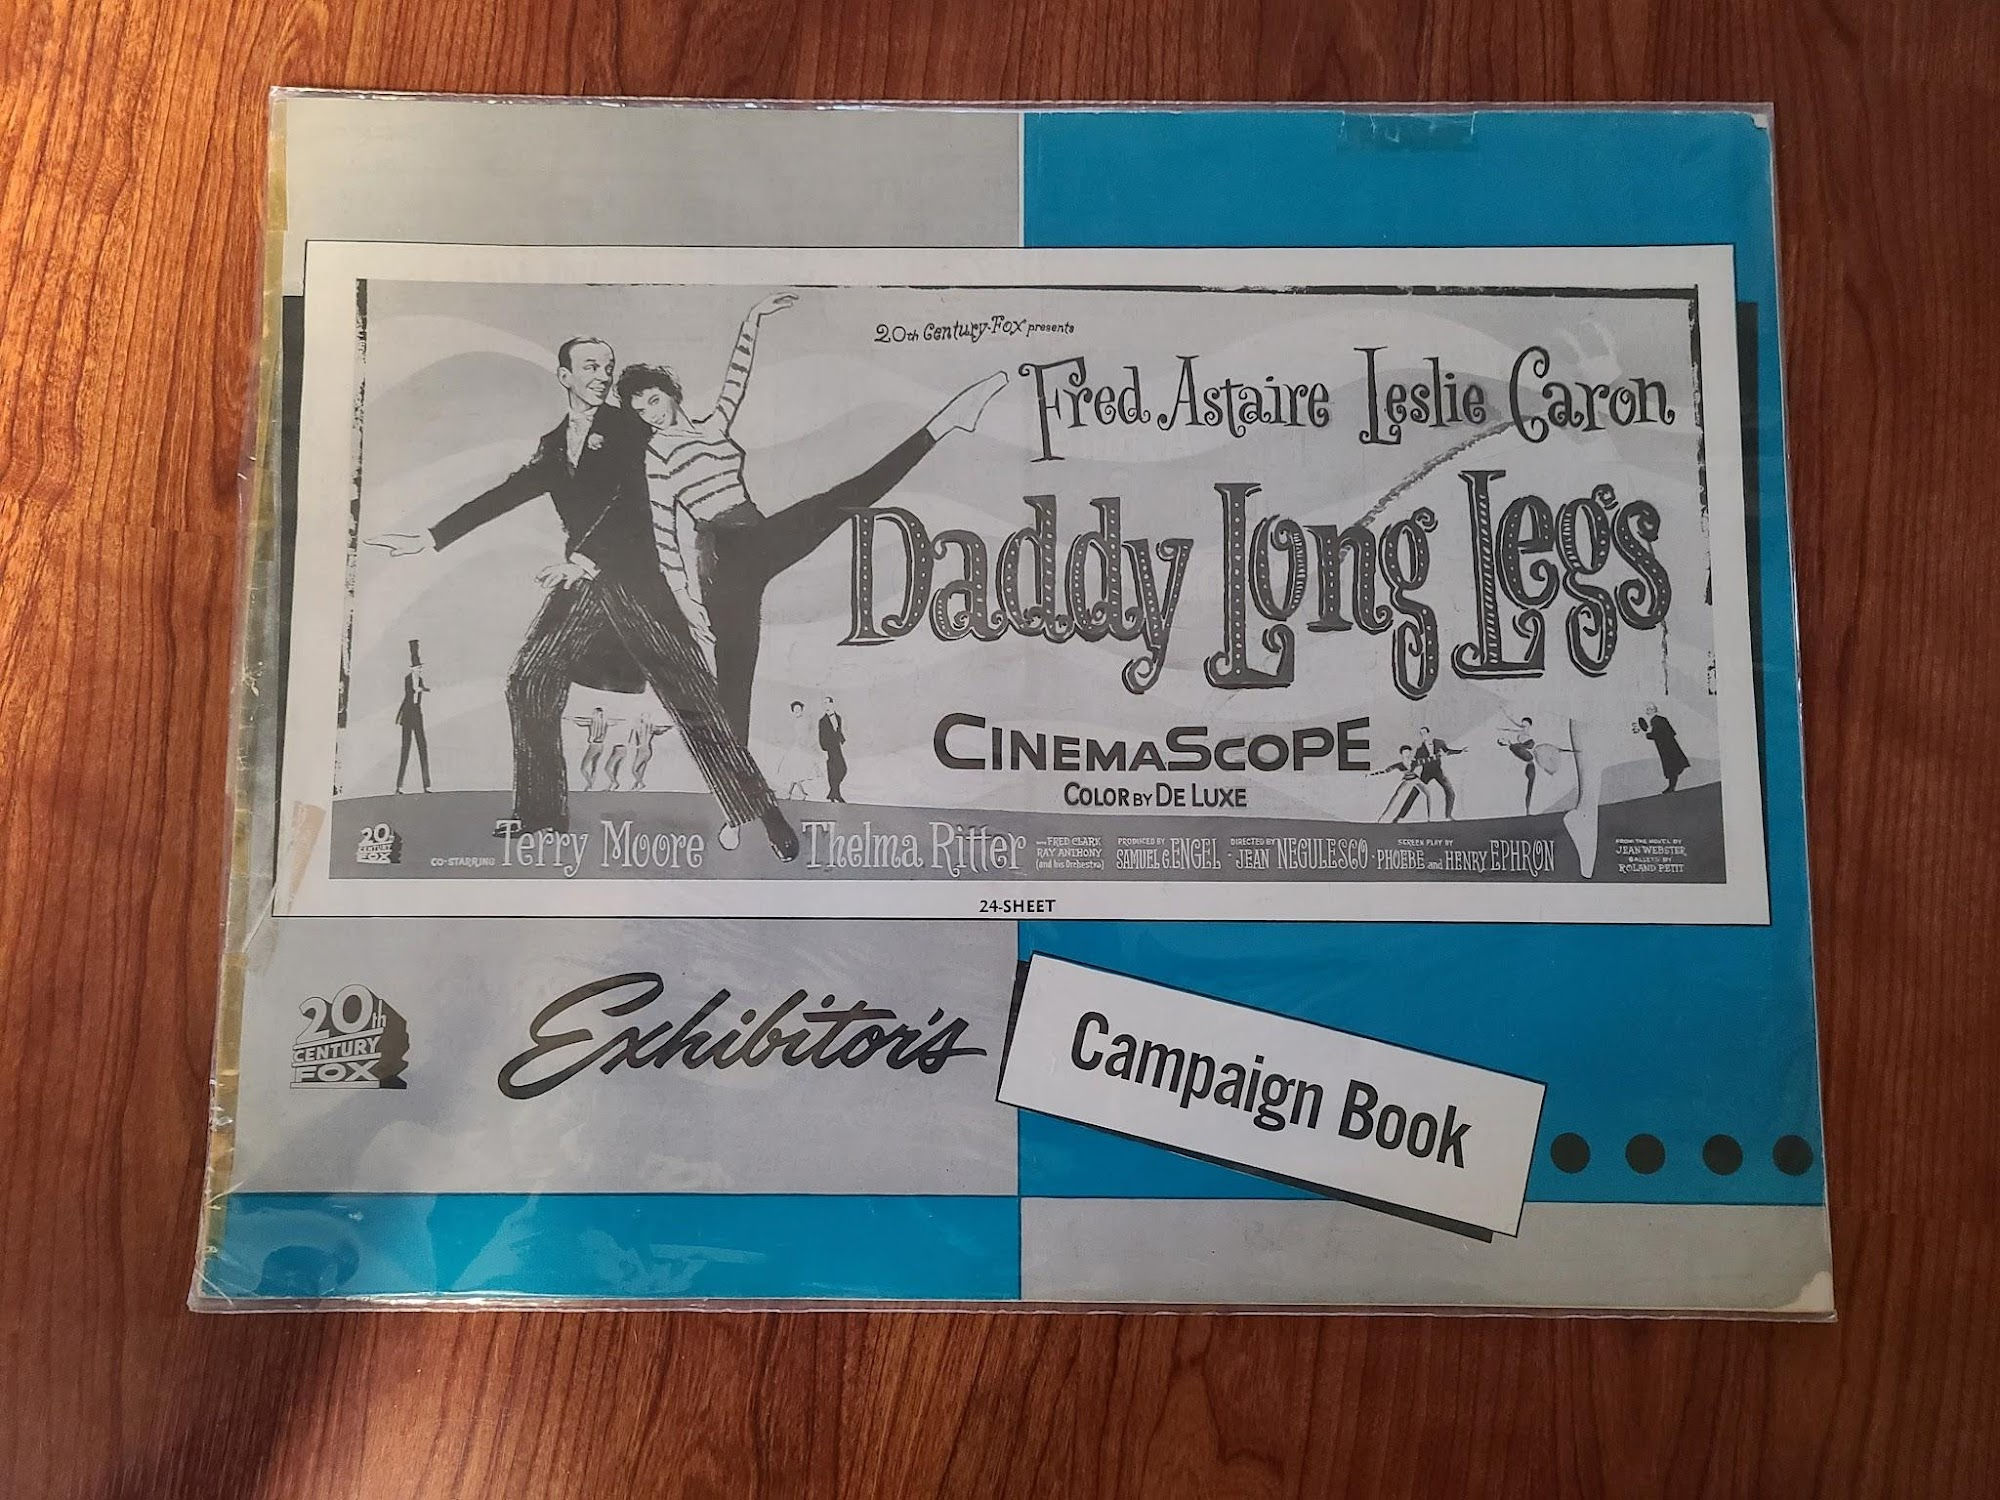 20th Century-Fox presents
Fred Astaire Leslie Caron
Daddy Long Legs
CINEMASCOPE
COLOR BY DE LUXE
20th
CENTURY
FOX
CO-STARRING Terry Moore Thelma Ritter
with FRED CLARK
RAY ANTHONY
(and his Orchestra)
PRODUCED BY
SAMUEL G. ENGEL ·
DIRECTED BY
JEAN NEGULESCO ·
SCREEN PLAY BY
PHOEBE and HENRY EPHRON
FROM THE NOVEL BY
JEAN WEBSTER
BALLETS BY
ROLAND PETIT
24-SHEET
20th
CENTURY
FOX
Exhibitor's
Campaign Book